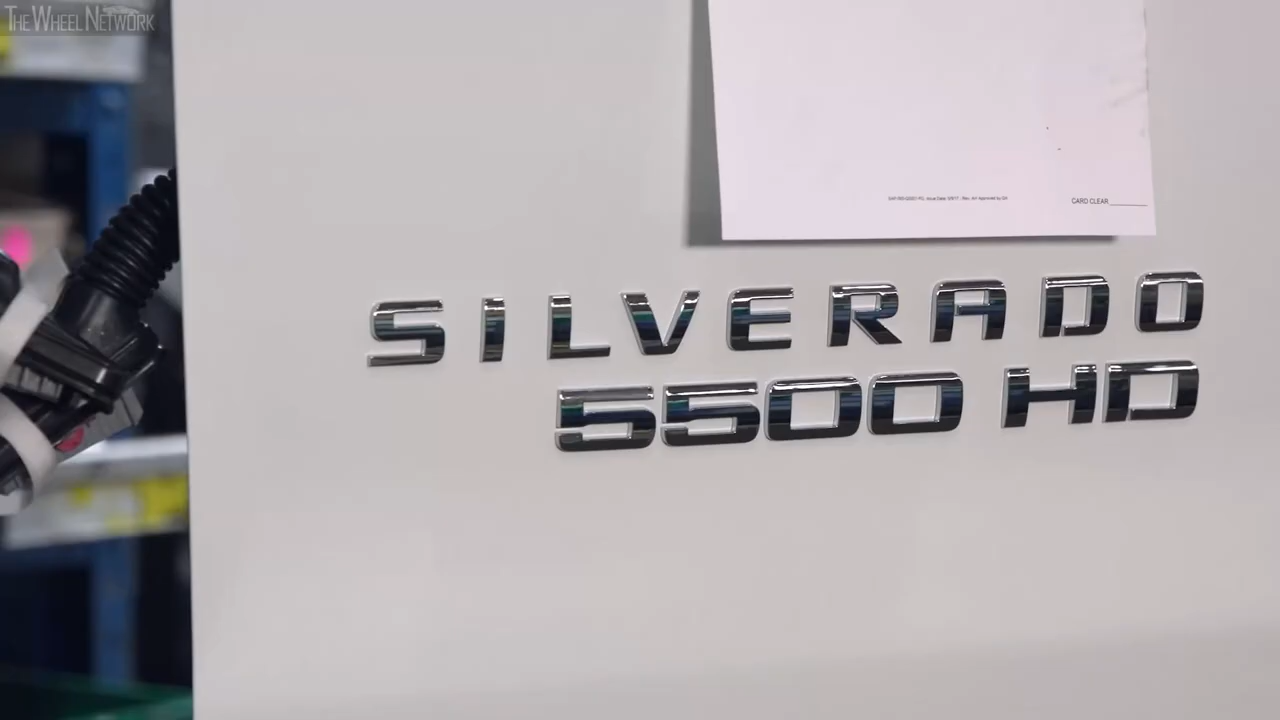 THE WHEEL NETWORK
CARD CLEAR
SILVERADO
5500 HD